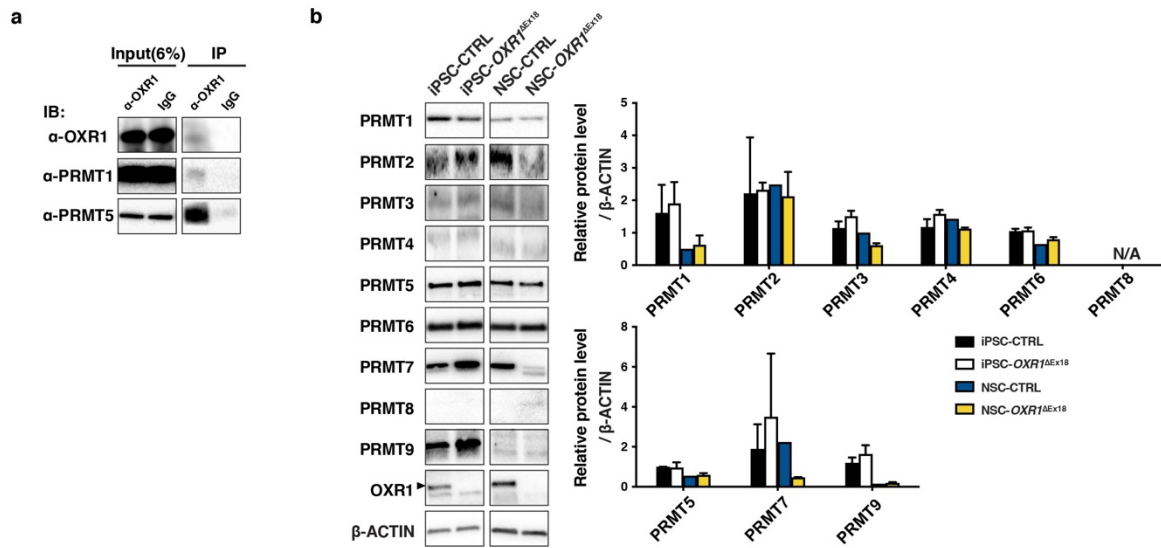 a
Input(6%) IP
α-OXR1 IgG α-OXR1 IgG
IB:
α-OXR1
α-PRMT1
α-PRMT5
b
iPSC-CTRL iPSC-OXR1ΔEx18 NSC-CTRL NSC-OXR1ΔEx18
PRMT1
PRMT2
PRMT3
PRMT4
PRMT5
PRMT6
PRMT7
PRMT8
PRMT9
OXR1
β-ACTIN
Relative protein level
/ β-ACTIN
5
4
3
2
1
0
N/A
PRMT1 PRMT2 PRMT3 PRMT4 PRMT6 PRMT8
Relative protein level
/ β-ACTIN
8
6
4
2
0
PRMT5 PRMT7 PRMT9
iPSC-CTRL
iPSC-OXR1ΔEx18
NSC-CTRL
NSC-OXR1ΔEx18